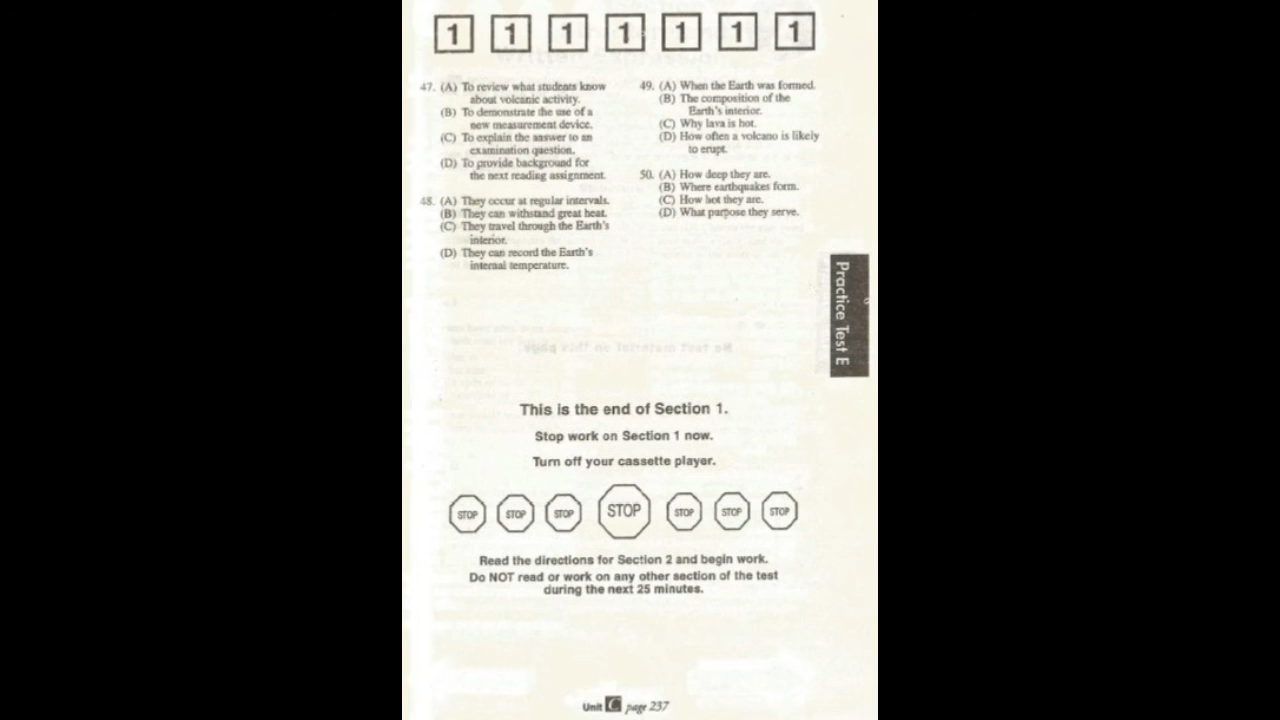 1 1 1 1 1 1 1
47. (A) To review what students know
about volcanic activity.
(B) To demonstrate the use of a
new measurement device.
(C) To explain the answer to an
examination question.
(D) To provide background for
the next reading assignment.
48. (A) They occur at regular intervals.
(B) They can withstand great heat.
(C) They travel through the Earth's
interior.
(D) They can record the Earth's
internal temperature.
49. (A) When the Earth was formed.
(B) The composition of the
Earth's interior.
(C) Why lava is hot.
(D) How often a volcano is likely
to erupt.
50. (A) How deep they are.
(B) Where earthquakes form.
(C) How hot they are.
(D) What purpose they serve.
Practice Test E
This is the end of Section 1.
Stop work on Section 1 now.
Turn off your cassette player.
STOP STOP STOP STOP STOP STOP STOP
Read the directions for Section 2 and begin work.
Do NOT read or work on any other section of the test
during the next 25 minutes.
Unit C page 237